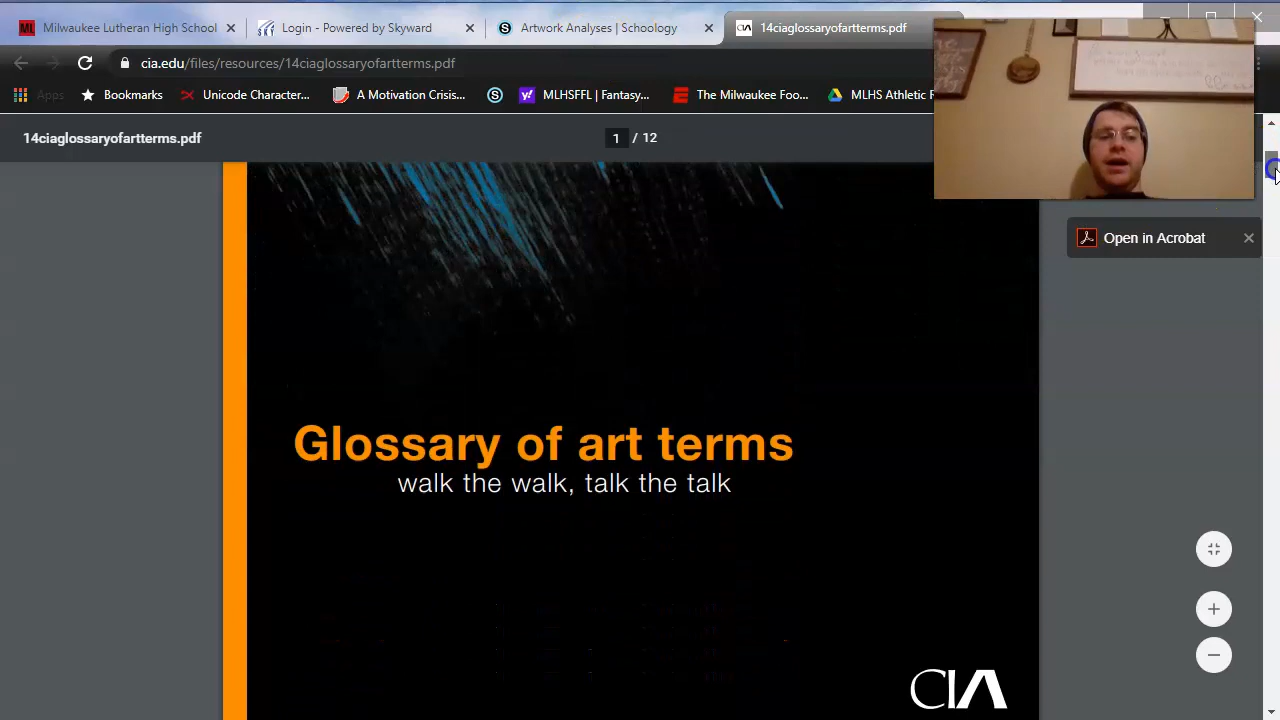 Milwaukee Lutheran High School
Login - Powered by Skyward
Artwork Analyses | Schoology
CIA 14ciaglossaryofartterms.pdf
cia.edu/files/resources/14ciaglossaryofartterms.pdf
Apps Bookmarks Unicode Character... A Motivation Crisis... MLHSFFL | Fantasy... The Milwaukee Foo... MLHS Athletic
14ciaglossaryofartterms.pdf
1 / 12
Open in Acrobat
Glossary of art terms
walk the walk, talk the talk
CIA